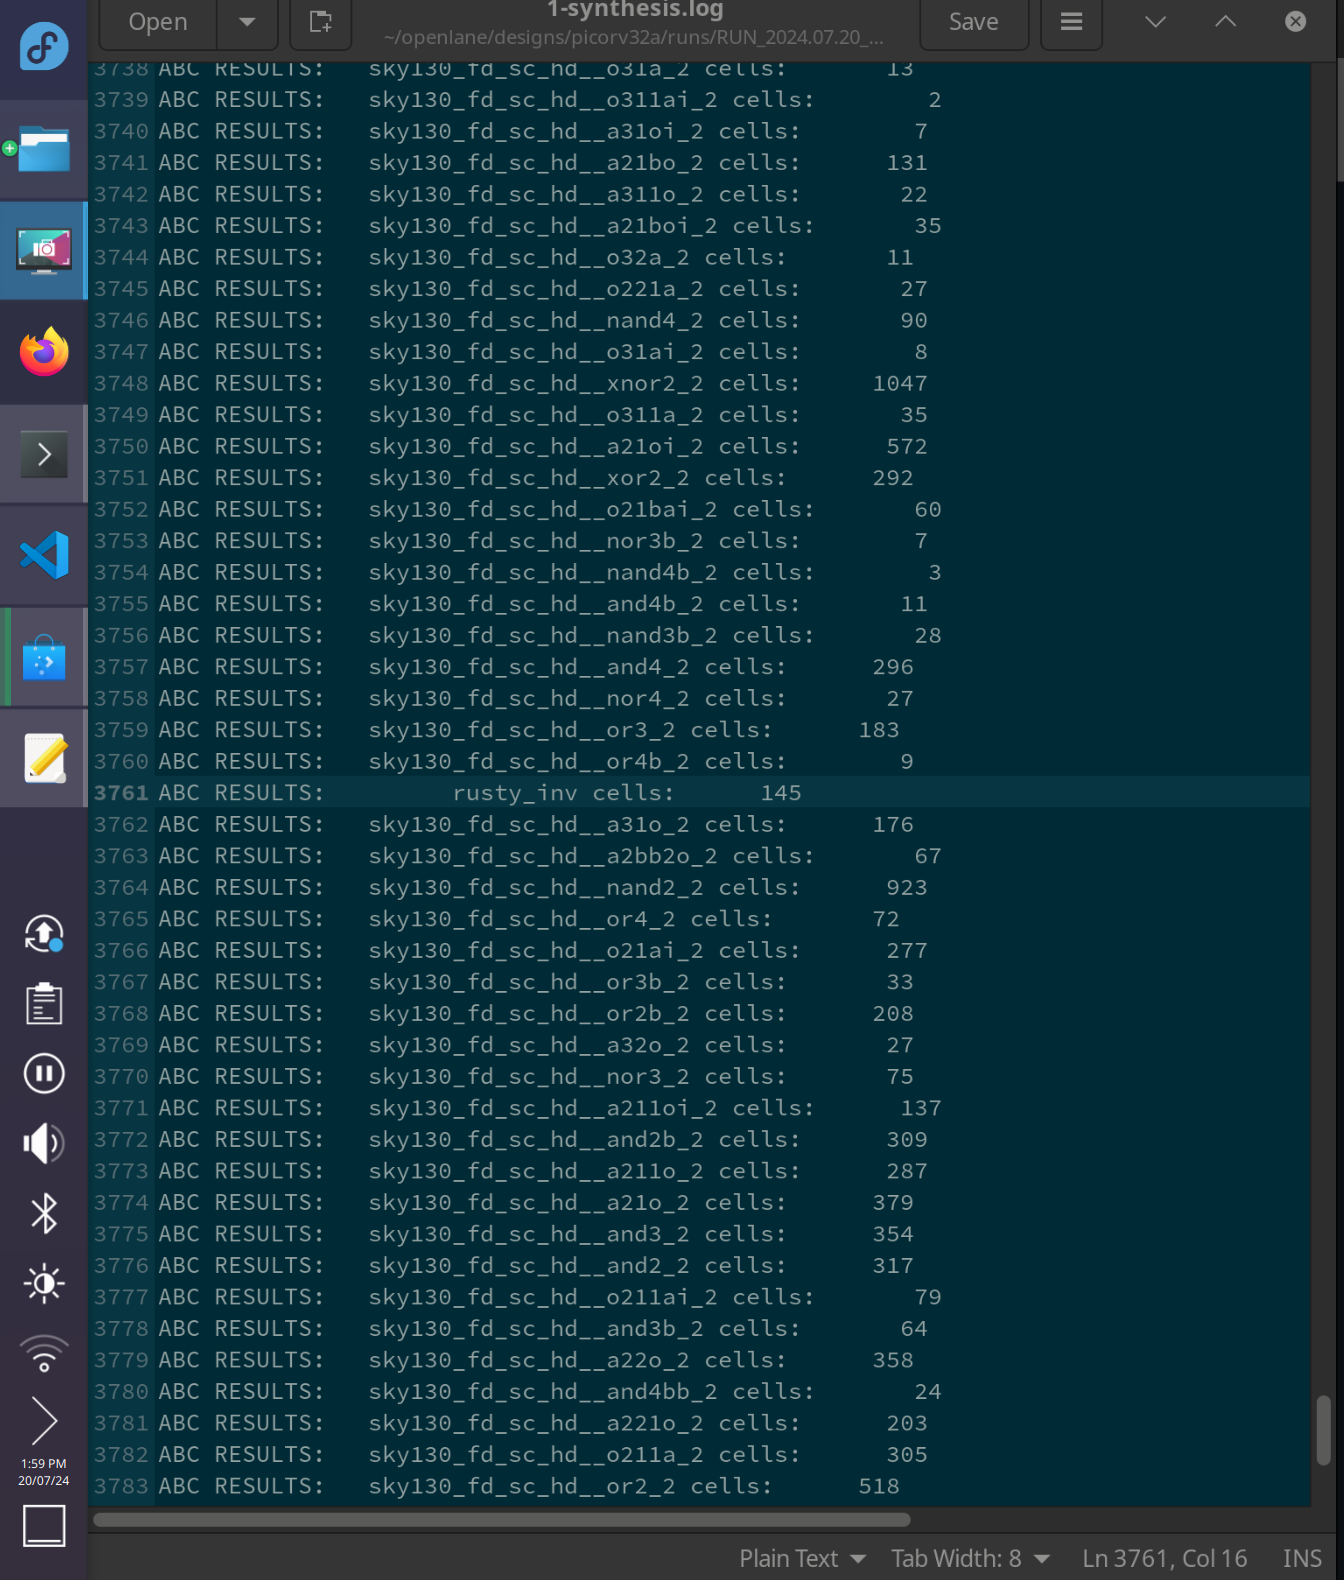 1-synthesis.log
Open
Save
~/openlane/designs/picorv32a/runs/RUN_2024.07.20_...
3738 ABC RESULTS: sky130_fd_sc_hd__o31a_2 cells: 13
3739 ABC RESULTS: sky130_fd_sc_hd__o311ai_2 cells: 2
3740 ABC RESULTS: sky130_fd_sc_hd__a31oi_2 cells: 7
3741 ABC RESULTS: sky130_fd_sc_hd__a21bo_2 cells: 131
3742 ABC RESULTS: sky130_fd_sc_hd__a311o_2 cells: 22
3743 ABC RESULTS: sky130_fd_sc_hd__a21boi_2 cells: 35
3744 ABC RESULTS: sky130_fd_sc_hd__o32a_2 cells: 11
3745 ABC RESULTS: sky130_fd_sc_hd__o221a_2 cells: 27
3746 ABC RESULTS: sky130_fd_sc_hd__nand4_2 cells: 90
3747 ABC RESULTS: sky130_fd_sc_hd__o31ai_2 cells: 8
3748 ABC RESULTS: sky130_fd_sc_hd__xnor2_2 cells: 1047
3749 ABC RESULTS: sky130_fd_sc_hd__o311a_2 cells: 35
3750 ABC RESULTS: sky130_fd_sc_hd__a21oi_2 cells: 572
3751 ABC RESULTS: sky130_fd_sc_hd__xor2_2 cells: 292
3752 ABC RESULTS: sky130_fd_sc_hd__o21bai_2 cells: 60
3753 ABC RESULTS: sky130_fd_sc_hd__nor3b_2 cells: 7
3754 ABC RESULTS: sky130_fd_sc_hd__nand4b_2 cells: 3
3755 ABC RESULTS: sky130_fd_sc_hd__and4b_2 cells: 11
3756 ABC RESULTS: sky130_fd_sc_hd__nand3b_2 cells: 28
3757 ABC RESULTS: sky130_fd_sc_hd__and4_2 cells: 296
3758 ABC RESULTS: sky130_fd_sc_hd__nor4_2 cells: 27
3759 ABC RESULTS: sky130_fd_sc_hd__or3_2 cells: 183
3760 ABC RESULTS: sky130_fd_sc_hd__or4b_2 cells: 9
3761 ABC RESULTS: rusty_inv cells: 145
3762 ABC RESULTS: sky130_fd_sc_hd__a31o_2 cells: 176
3763 ABC RESULTS: sky130_fd_sc_hd__a2bb2o_2 cells: 67
3764 ABC RESULTS: sky130_fd_sc_hd__nand2_2 cells: 923
3765 ABC RESULTS: sky130_fd_sc_hd__or4_2 cells: 72
3766 ABC RESULTS: sky130_fd_sc_hd__o21ai_2 cells: 277
3767 ABC RESULTS: sky130_fd_sc_hd__or3b_2 cells: 33
3768 ABC RESULTS: sky130_fd_sc_hd__or2b_2 cells: 208
3769 ABC RESULTS: sky130_fd_sc_hd__a32o_2 cells: 27
3770 ABC RESULTS: sky130_fd_sc_hd__nor3_2 cells: 75
3771 ABC RESULTS: sky130_fd_sc_hd__a211oi_2 cells: 137
3772 ABC RESULTS: sky130_fd_sc_hd__and2b_2 cells: 309
3773 ABC RESULTS: sky130_fd_sc_hd__a211o_2 cells: 287
3774 ABC RESULTS: sky130_fd_sc_hd__a21o_2 cells: 379
3775 ABC RESULTS: sky130_fd_sc_hd__and3_2 cells: 354
3776 ABC RESULTS: sky130_fd_sc_hd__and2_2 cells: 317
3777 ABC RESULTS: sky130_fd_sc_hd__o211ai_2 cells: 79
3778 ABC RESULTS: sky130_fd_sc_hd__and3b_2 cells: 64
3779 ABC RESULTS: sky130_fd_sc_hd__a22o_2 cells: 358
3780 ABC RESULTS: sky130_fd_sc_hd__and4bb_2 cells: 24
3781 ABC RESULTS: sky130_fd_sc_hd__a221o_2 cells: 203
3782 ABC RESULTS: sky130_fd_sc_hd__o211a_2 cells: 305
3783 ABC RESULTS: sky130_fd_sc_hd__or2_2 cells: 518
1:59 PM
20/07/24
Plain Text Tab Width: 8 Ln 3761, Col 16 INS